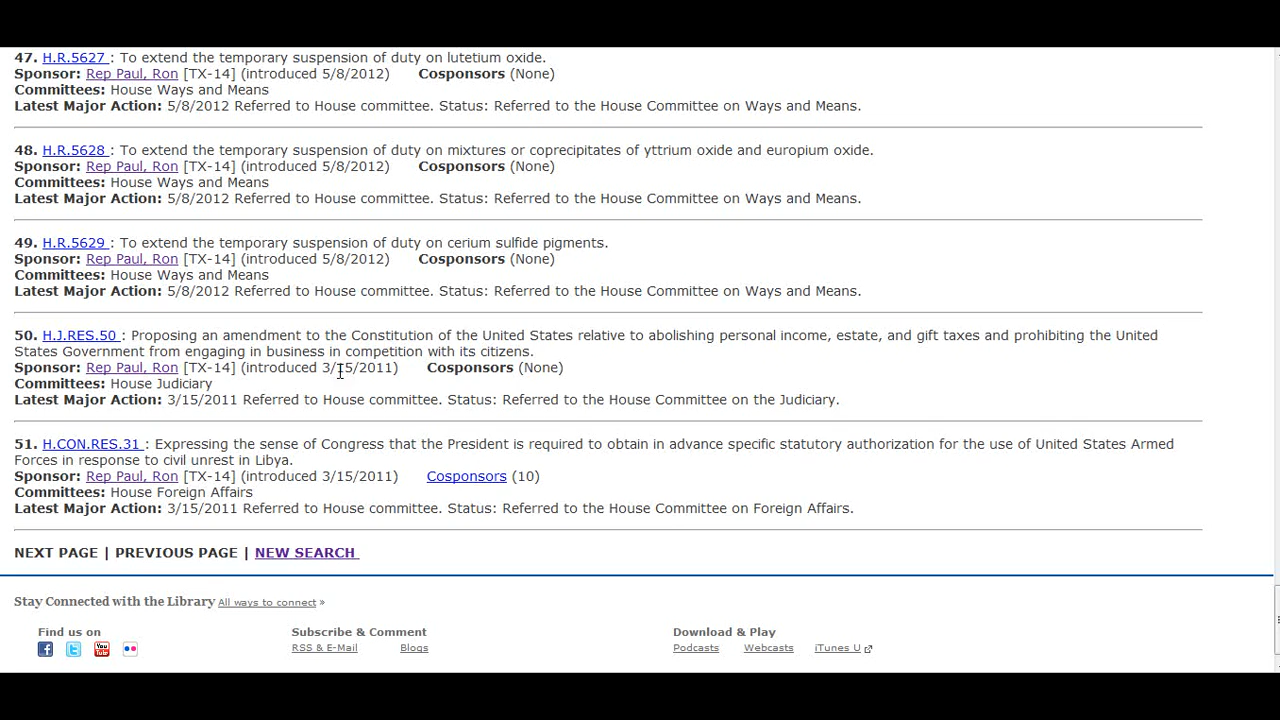 47. H.R.5627 : To extend the temporary suspension of duty on lutetium oxide.
Sponsor: Rep Paul, Ron [TX-14] (introduced 5/8/2012) Cosponsors (None)
Committees: House Ways and Means
Latest Major Action: 5/8/2012 Referred to House committee. Status: Referred to the House Committee on Ways and Means.
48. H.R.5628 : To extend the temporary suspension of duty on mixtures or coprecipitates of yttrium oxide and europium oxide.
Sponsor: Rep Paul, Ron [TX-14] (introduced 5/8/2012) Cosponsors (None)
Committees: House Ways and Means
Latest Major Action: 5/8/2012 Referred to House committee. Status: Referred to the House Committee on Ways and Means.
49. H.R.5629 : To extend the temporary suspension of duty on cerium sulfide pigments.
Sponsor: Rep Paul, Ron [TX-14] (introduced 5/8/2012) Cosponsors (None)
Committees: House Ways and Means
Latest Major Action: 5/8/2012 Referred to House committee. Status: Referred to the House Committee on Ways and Means.
50. H.J.RES.50 : Proposing an amendment to the Constitution of the United States relative to abolishing personal income, estate, and gift taxes and prohibiting the United
States Government from engaging in business in competition with its citizens.
Sponsor: Rep Paul, Ron [TX-14] (introduced 3/15/2011) Cosponsors (None)
Committees: House Judiciary
Latest Major Action: 3/15/2011 Referred to House committee. Status: Referred to the House Committee on the Judiciary.
51. H.CON.RES.31 : Expressing the sense of Congress that the President is required to obtain in advance specific statutory authorization for the use of United States Armed
Forces in response to civil unrest in Libya.
Sponsor: Rep Paul, Ron [TX-14] (introduced 3/15/2011) Cosponsors (10)
Committees: House Foreign Affairs
Latest Major Action: 3/15/2011 Referred to House committee. Status: Referred to the House Committee on Foreign Affairs.
NEXT PAGE | PREVIOUS PAGE | NEW SEARCH
Stay Connected with the Library All ways to connect »
Find us on Subscribe & Comment Download & Play
You Tube RSS & E-Mail Blogs Podcasts Webcasts iTunes U